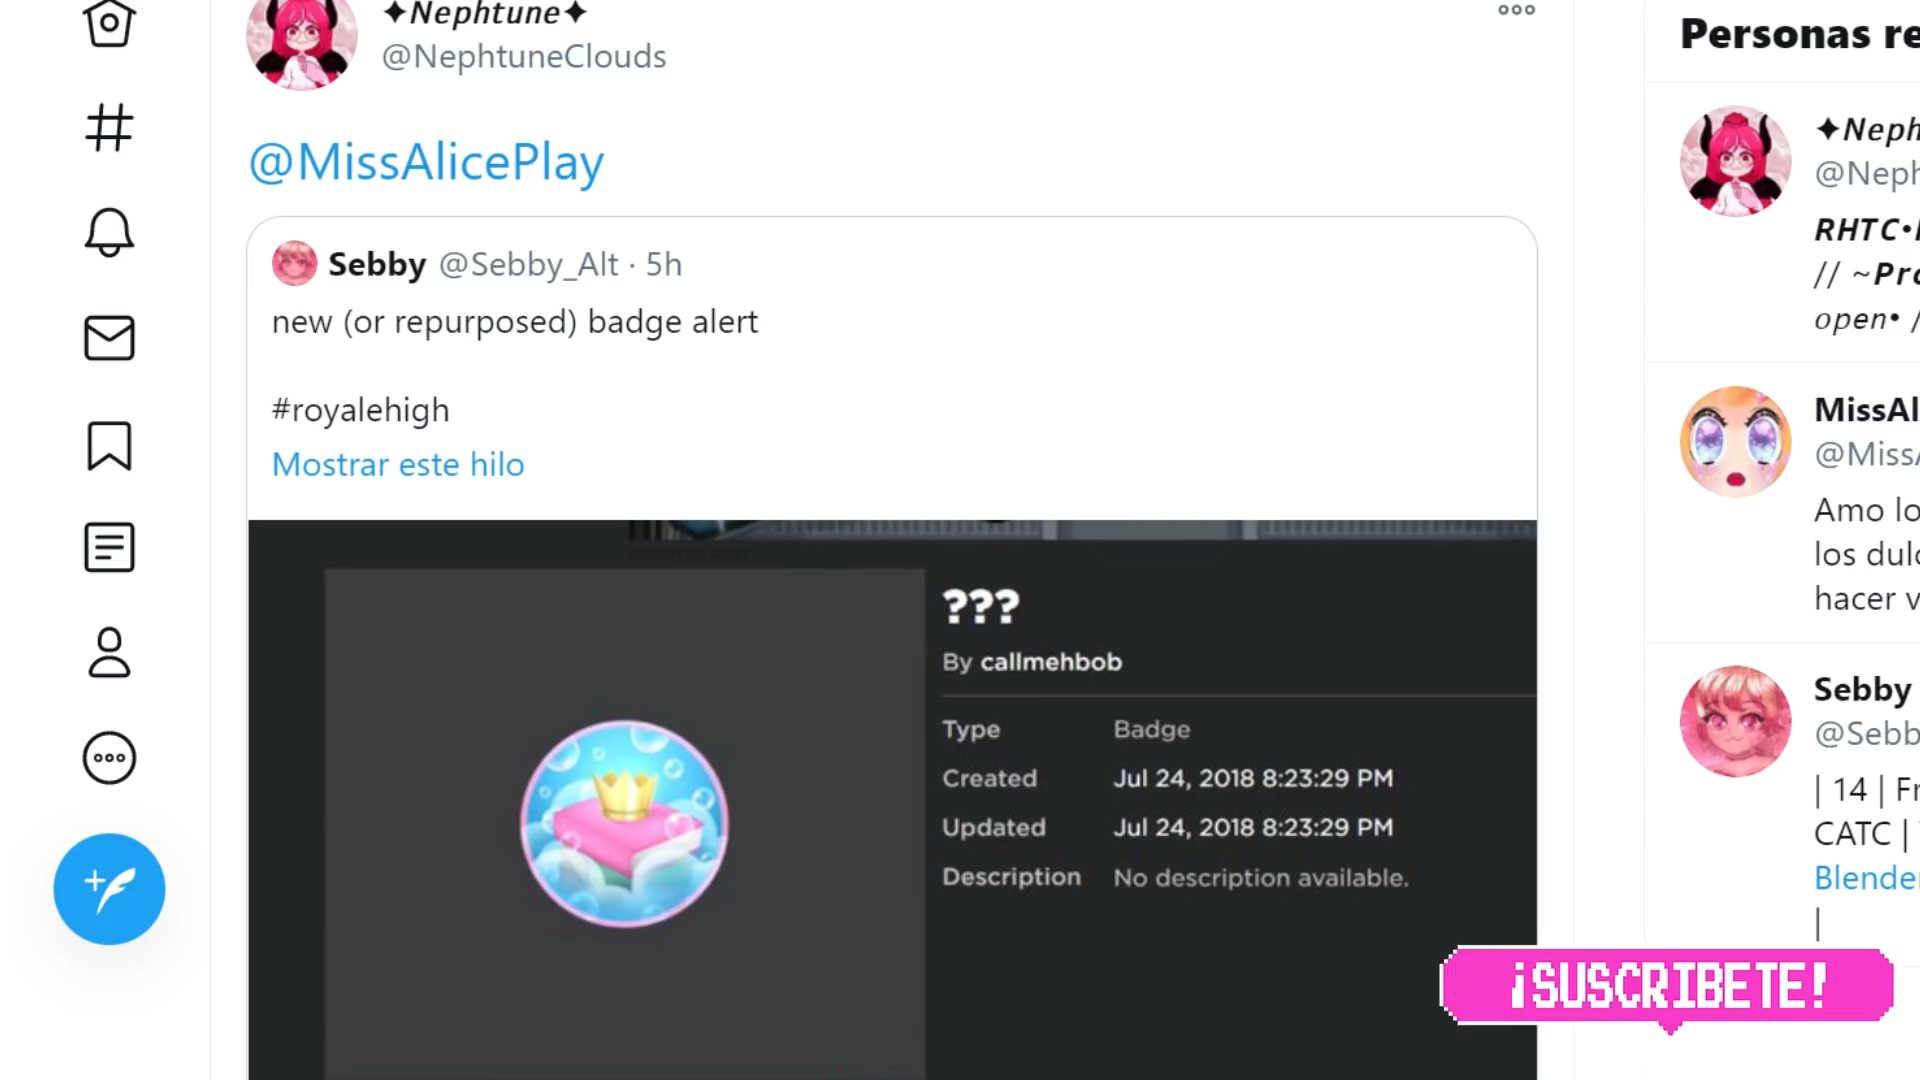 ✦Nephtune✦
@NephtuneClouds
@MissAlicePlay
Sebby @Sebby_Alt · 5h
new (or repurposed) badge alert
#royalehigh
Mostrar este hilo
???
By callmehbob
Type Badge
Created Jul 24, 2018 8:23:29 PM
Updated Jul 24, 2018 8:23:29 PM
Description No description available.
Personas re
✦Neph
@Neph
RHTC•
// ~Pro
open• /
MissAl
@MissA
Amo lo
los dulc
hacer v
Sebby
@Sebb
| 14 | Fr
CATC |
Blender
|
¡SUSCRIBETE!